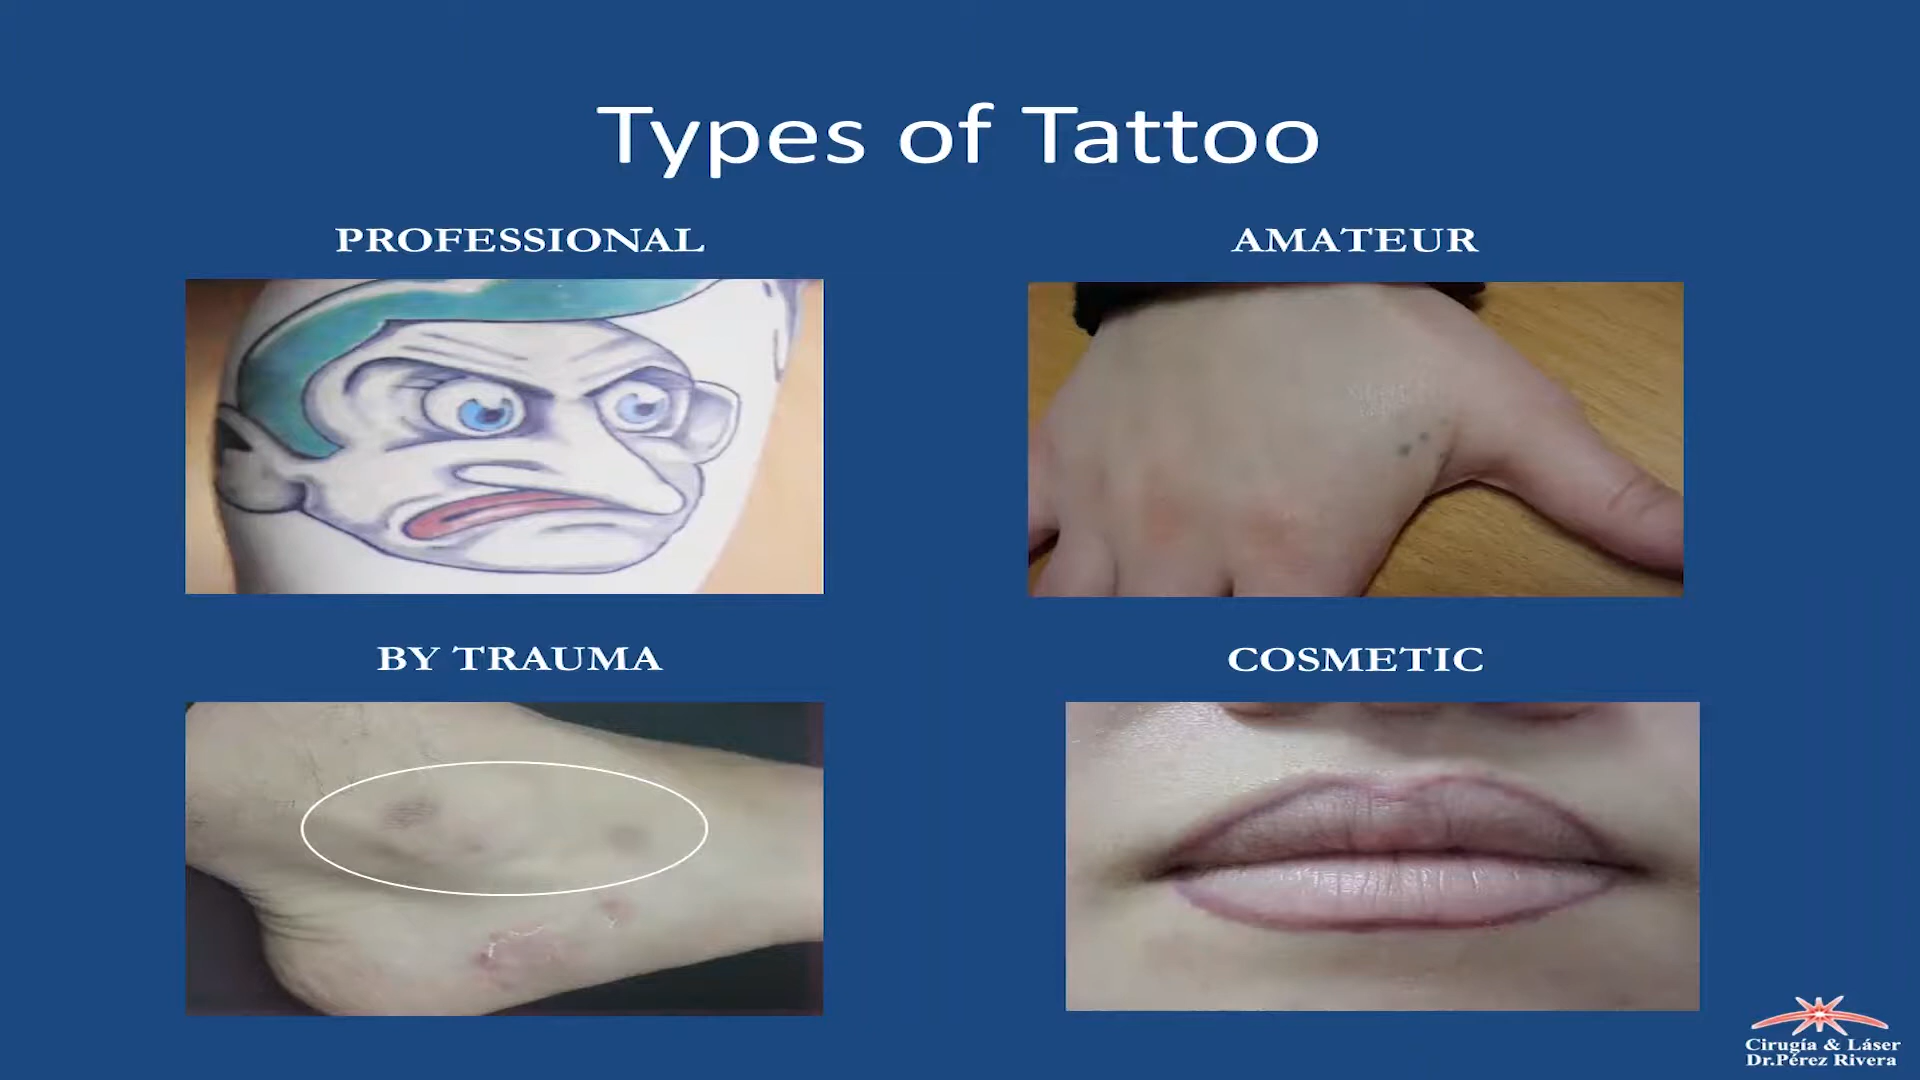 Types of Tattoo
PROFESSIONAL
AMATEUR
BY TRAUMA
COSMETIC
Cirugía & Láser
Dr.Pérez Rivera